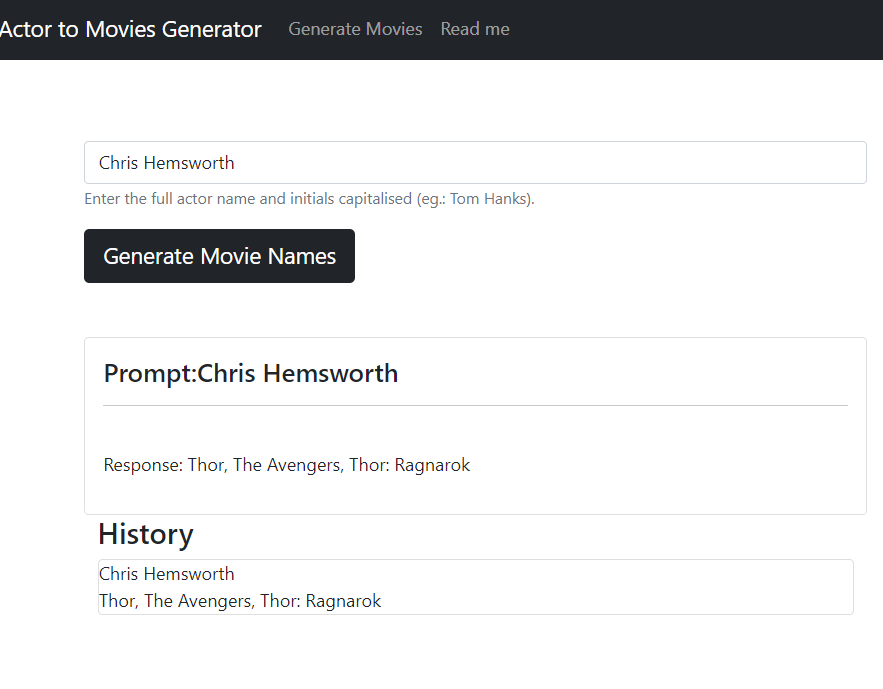 Actor to Movies Generator Generate Movies Read me
Chris Hemsworth
Enter the full actor name and initials capitalised (eg.: Tom Hanks).
Generate Movie Names
Prompt:Chris Hemsworth
Response: Thor, The Avengers, Thor: Ragnarok
History
Chris Hemsworth
Thor, The Avengers, Thor: Ragnarok